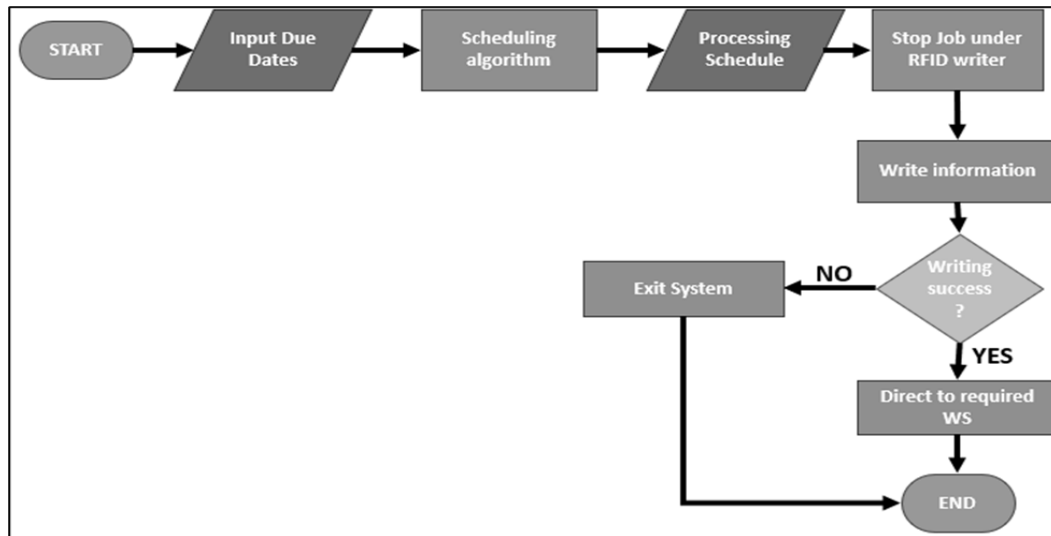 START
Input Due
Dates
Scheduling
algorithm
Processing
Schedule
Stop Job under
RFID writer
Write information
Writing
success
?
NO
Exit System
YES
Direct to required
WS
END